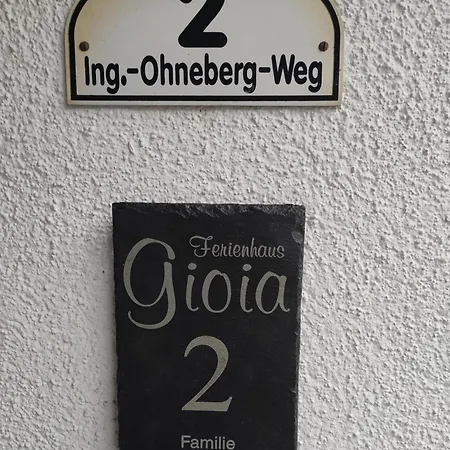 2
Ing.-Ohneberg-Weg
Ferienhaus
Gioia
2
Familie